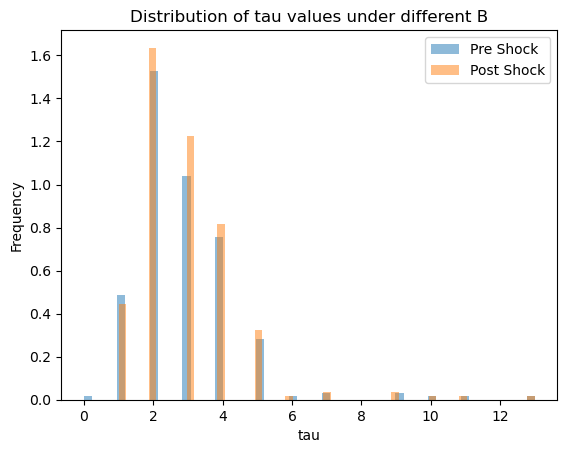 Distribution of tau values under different B
Pre Shock
Post Shock
Frequency
1.6
1.4
1.2
1.0
0.8
0.6
0.4
0.2
0.0
0 2 4 6 8 10 12
tau